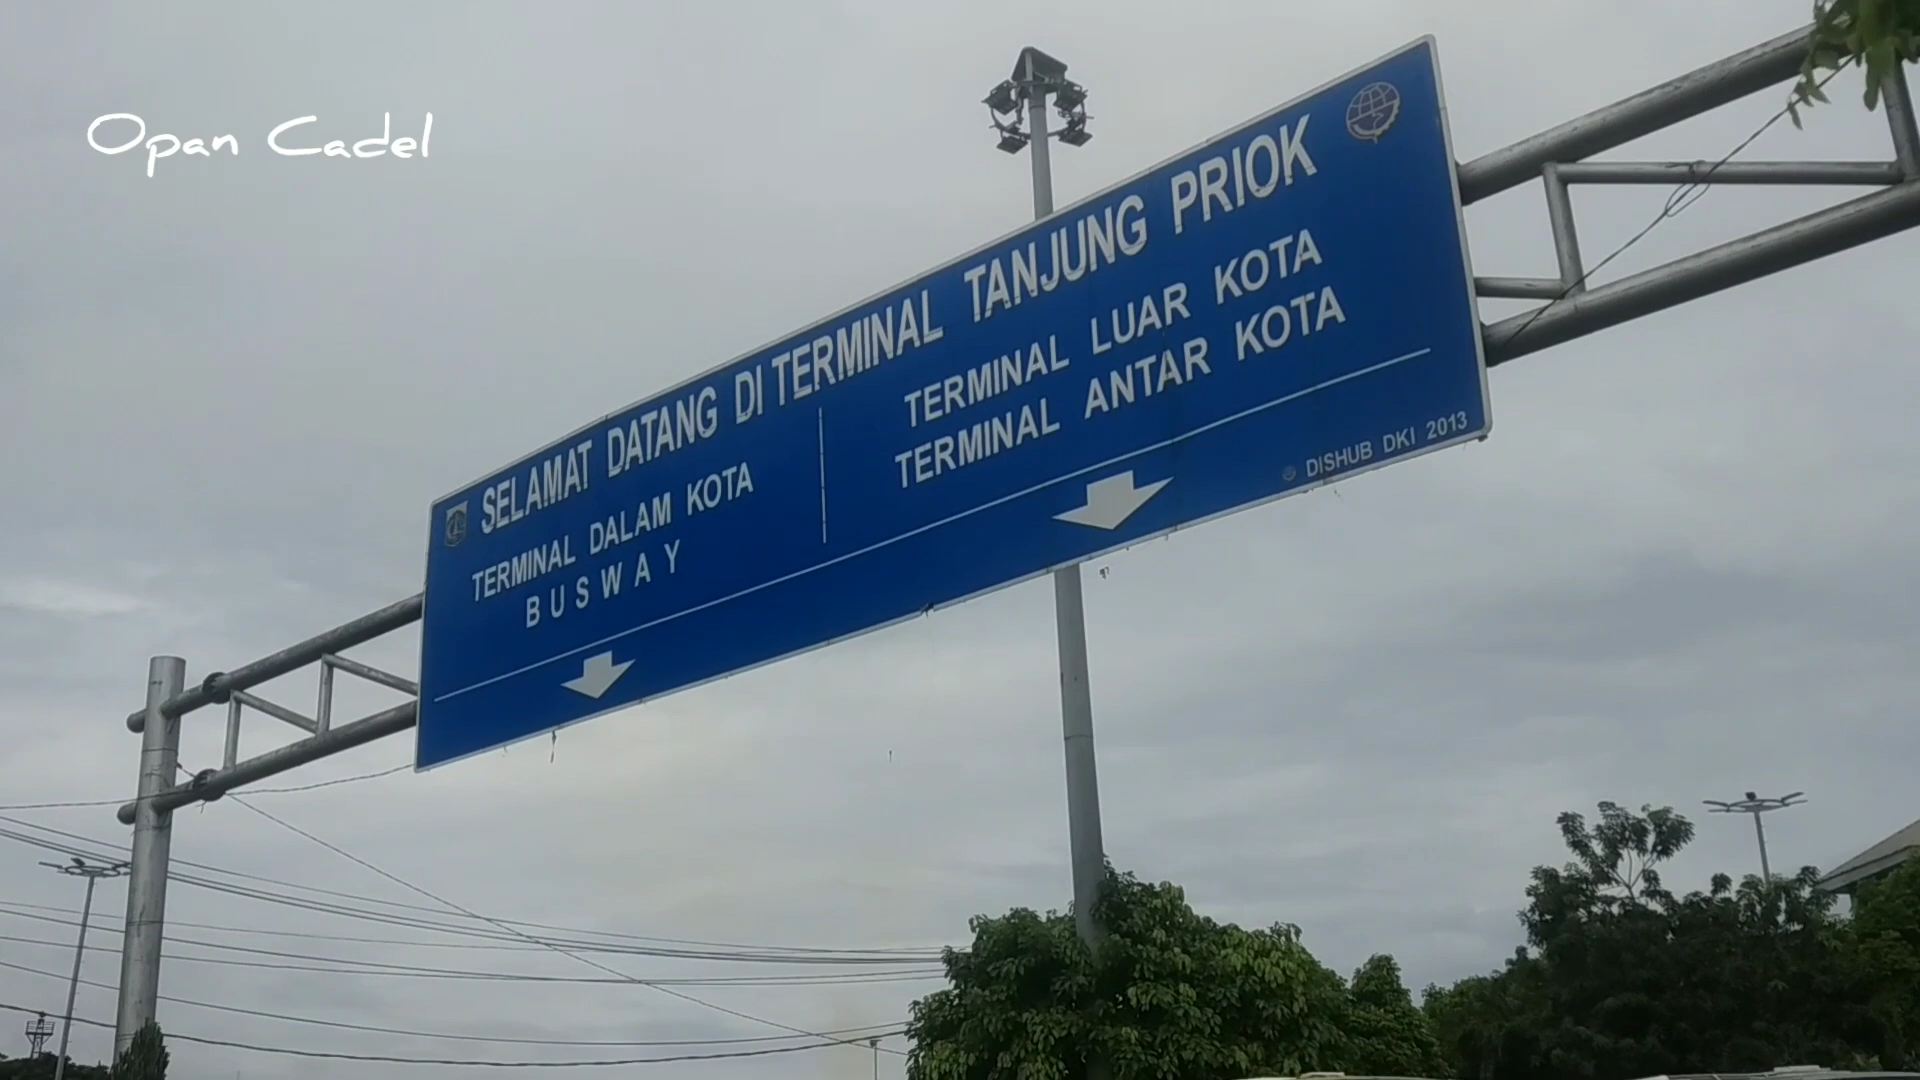 Opan Cadel
SELAMAT DATANG DI TERMINAL TANJUNG PRIOK
TERMINAL DALAM KOTA
BUSWAY
TERMINAL LUAR KOTA
TERMINAL ANTAR KOTA
DISHUB DKI 2013